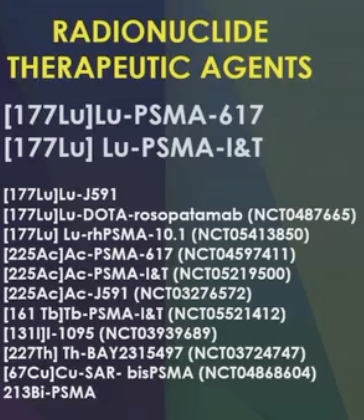 RADIONUCLIDE
THERAPEUTIC AGENTS
[177Lu]Lu-PSMA-617
[177Lu] Lu-PSMA-I&T
[177Lu]Lu-J591
[177Lu]Lu-DOTA-rosopatamab (NCT0487665)
[177Lu] Lu-rhPSMA-10.1 (NCT05413850)
[225Ac]Ac-PSMA-617 (NCT04597411)
[225Ac]Ac-PSMA-I&T (NCT05219500)
[225Ac]Ac-J591 (NCT03276572)
[161 Tb]Tb-PSMA-I&T (NCT05521412)
[131I]I-1095 (NCT03939689)
[227Th] Th-BAY2315497 (NCT03724747)
[67Cu]Cu-SAR- bisPSMA (NCT04868604)
213Bi-PSMA